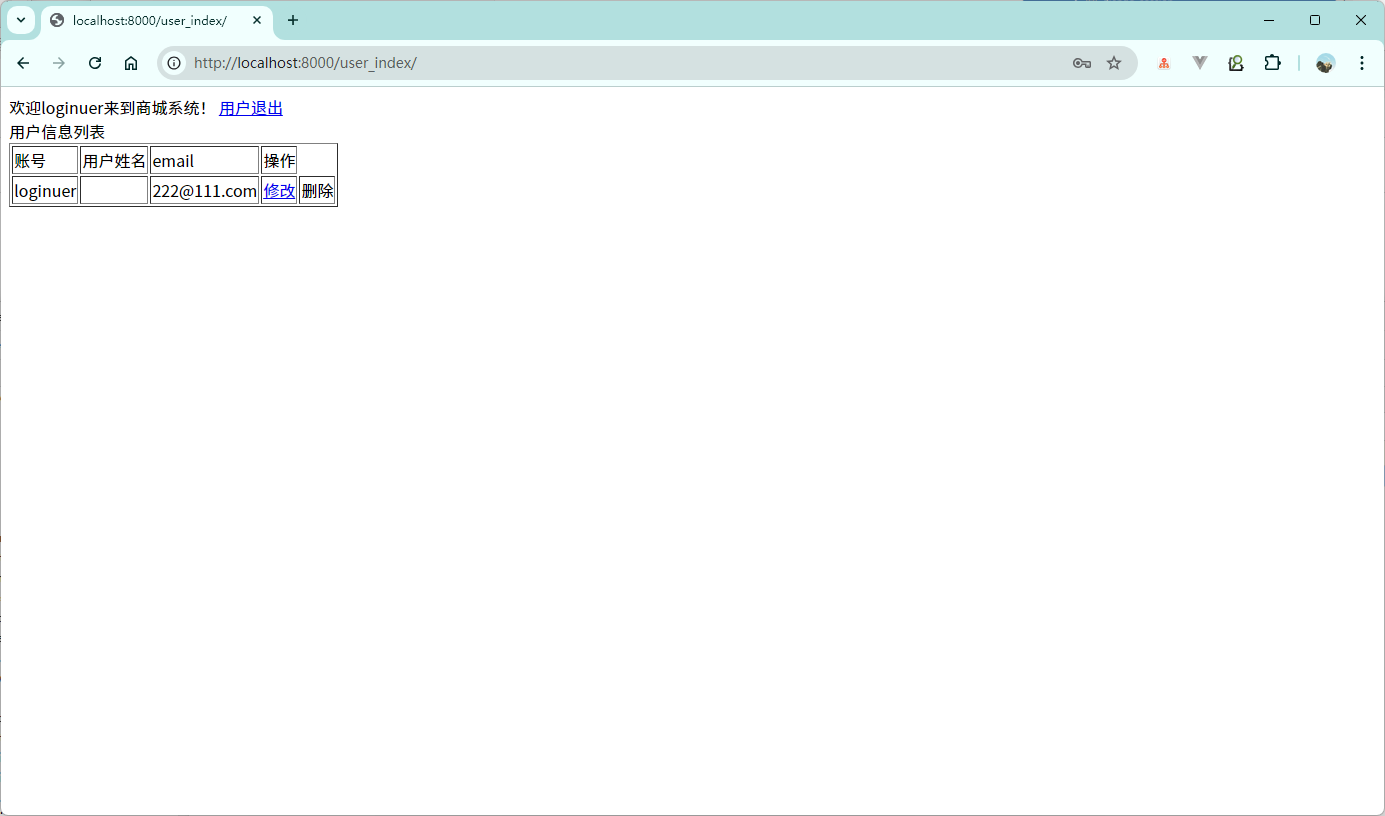 localhost:8000/user_index/
http://localhost:8000/user_index/
欢迎loginuer来到商城系统！ 用户退出
用户信息列表
账号 用户姓名 email 操作
loginuer 222@111.com 修改 删除